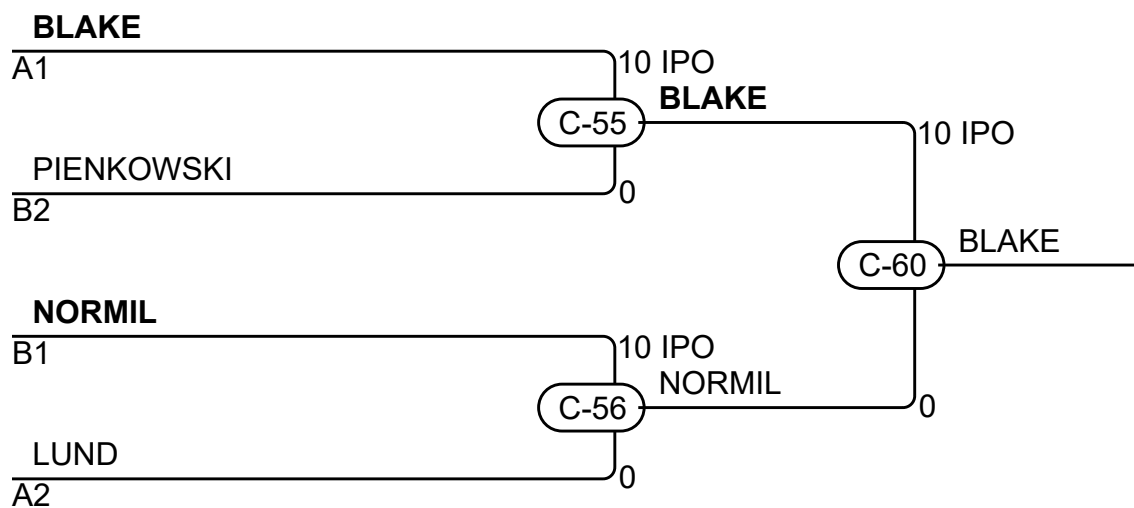 BLAKE
A1
10 IPO
BLAKE
C-55
10 IPO
PIENKOWSKI
B2
0
BLAKE
C-60
NORMIL
B1
10 IPO
NORMIL
C-56
0
LUND
A2
0